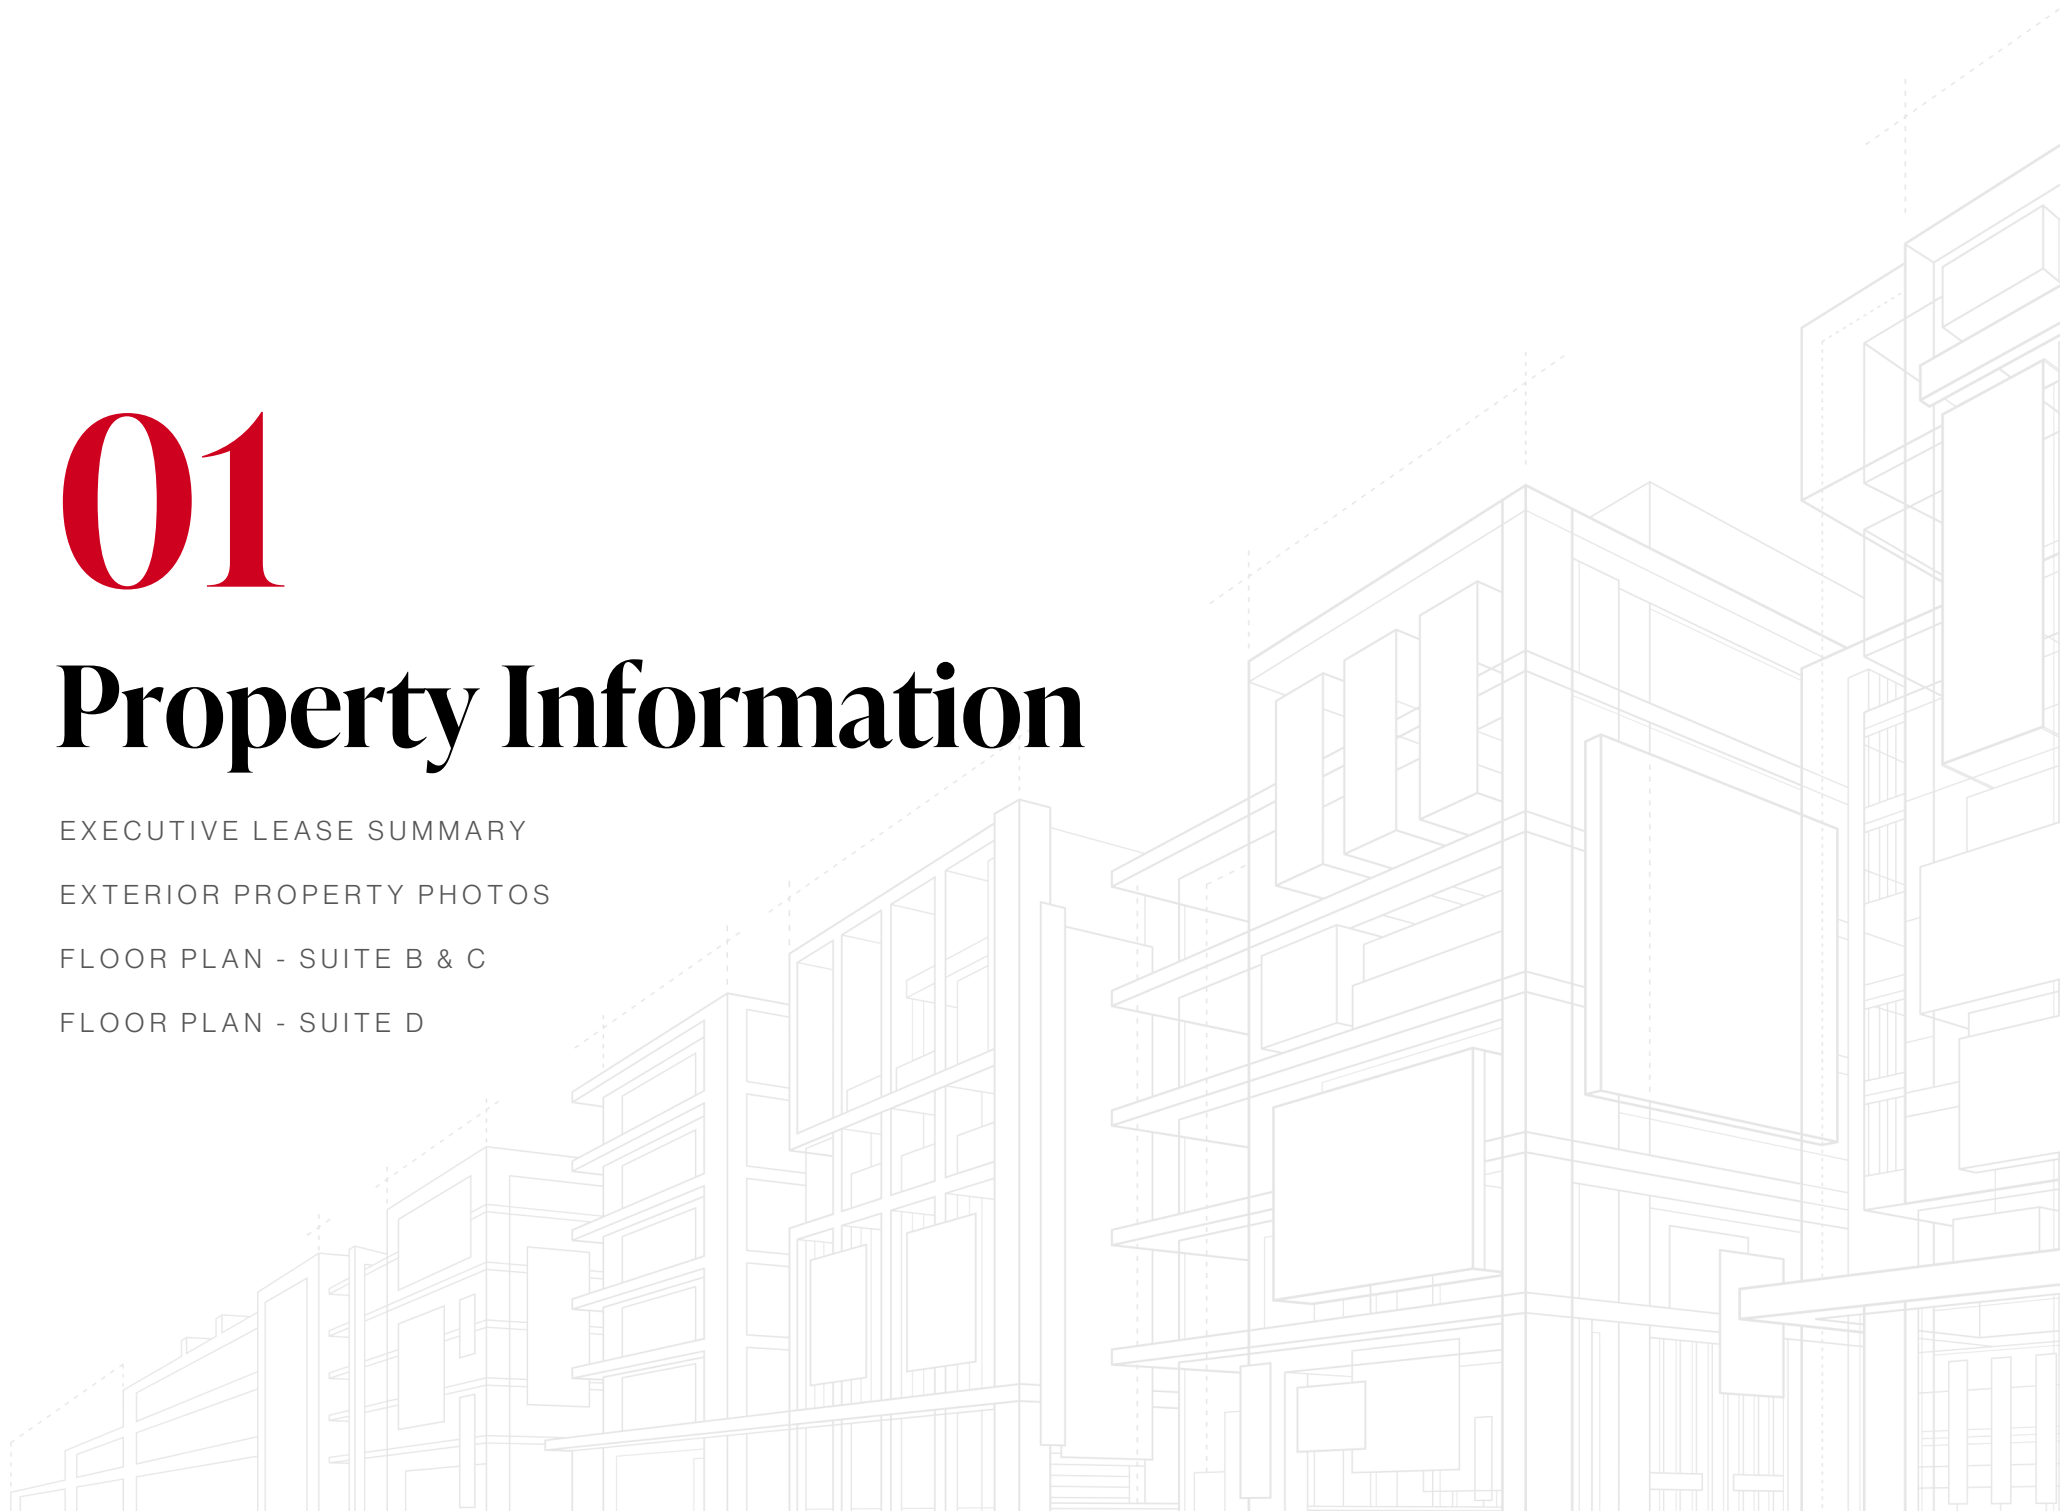 01
Property Information
EXECUTIVE LEASE SUMMARY
EXTERIOR PROPERTY PHOTOS
FLOOR PLAN - SUITE B & C
FLOOR PLAN - SUITE D